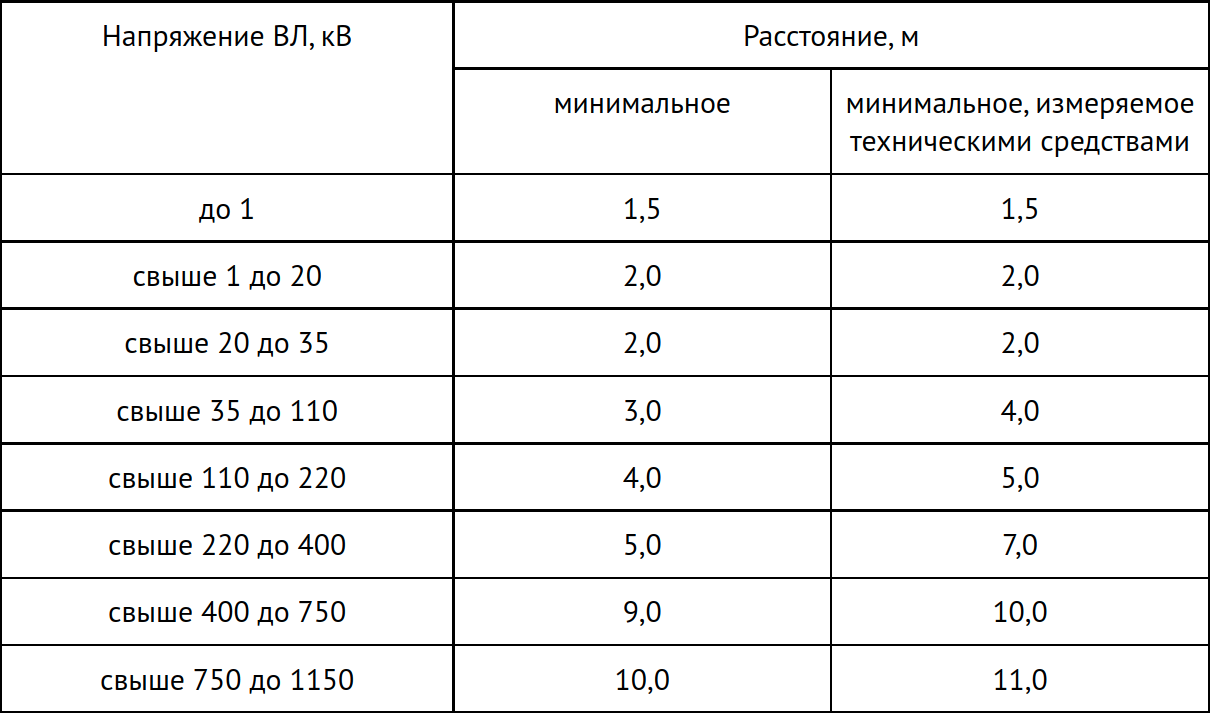 Напряжение ВЛ, кВ
Расстояние, м
минимальное
минимальное, измеряемое
техническими средствами
до 1
1,5
1,5
свыше 1 до 20
2,0
2,0
свыше 20 до 35
2,0
2,0
свыше 35 до 110
3,0
4,0
свыше 110 до 220
4,0
5,0
свыше 220 до 400
5,0
7,0
свыше 400 до 750
9,0
10,0
свыше 750 до 1150
10,0
11,0